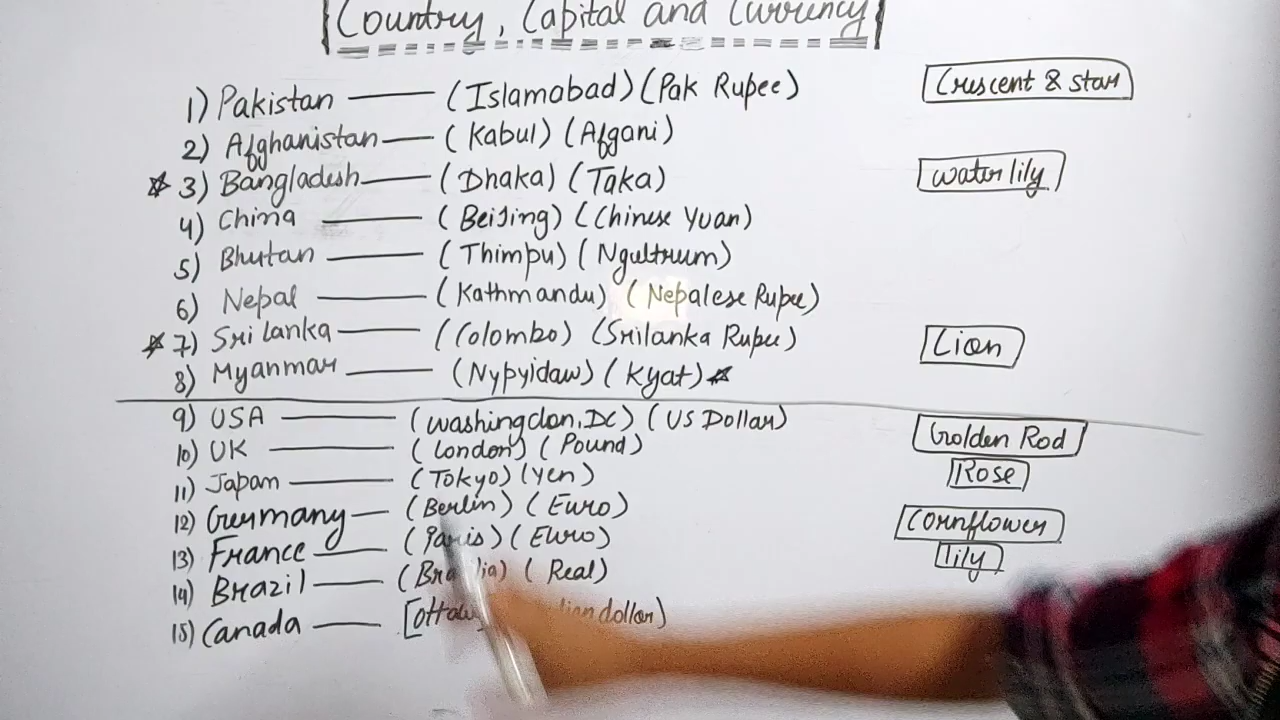 Country, Capital and Currency
1) Pakistan —— (Islamabad) (Pak Rupee) Crescent & star
2) Afghanistan —— (Kabul) (Afgani)
☆ 3) Bangladesh —— (Dhaka) (Taka) water lily
4) China —— (BeiJing) (Chinese Yuan)
5) Bhutan —— (Thimpu) (Ngultrum)
6) Nepal —— (Kathmandu) (Nepalese Rupee)
☆ 7) Sri Lanka —— (Colombo) (Srilanka Rupee) Lion
8) Myanmar —— (Nypyidaw) (Kyat) ☆
9) USA —— (washingdon, DC) (US Dollar) Golden Rod
10) UK —— (London) (Pound) Rose
11) Japan —— (Tokyo) (Yen)
12) Germany —— (Berlin) (Euro) Cornflower
13) France —— (Paris) (Euro) lily
14) Brazil —— (Real)
15) Canada —— dollar)